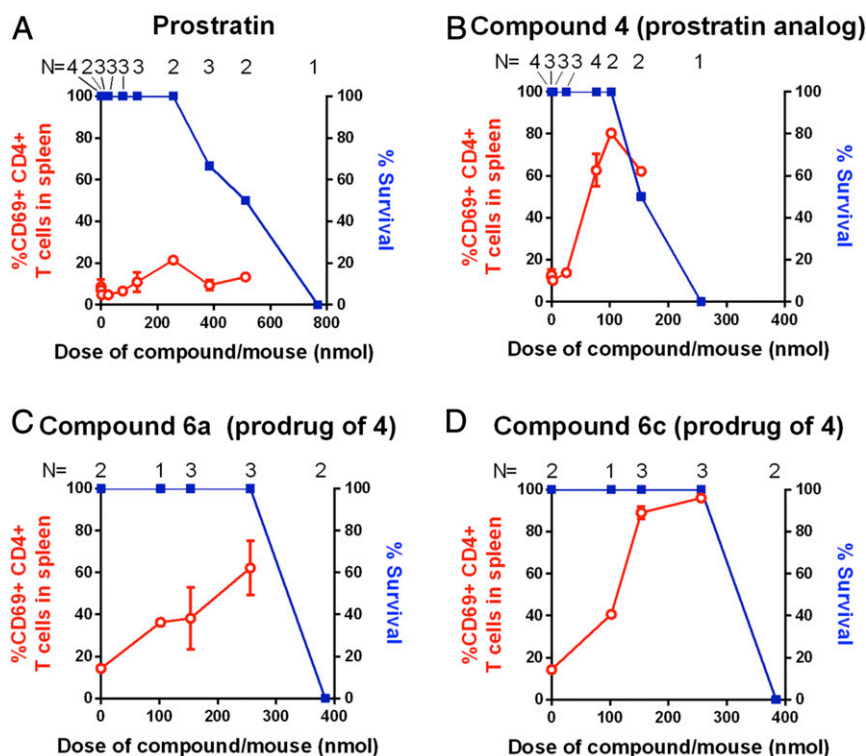 A
Prostratin
N=4 2 3 3 3 3 2 3 2 1
%CD69+ CD4+
T cells in spleen
100
80
60
40
20
0
100
80
60
40
20
0
% Survival
0 200 400 600 800
Dose of compound/mouse (nmol)
B
Compound 4 (prostratin analog)
N= 4 3 3 3 4 2 2 1
%CD69+ CD4+
T cells in spleen
100
80
60
40
20
0
100
80
60
40
20
0
% Survival
0 100 200 300 400
Dose of compound/mouse (nmol)
C
Compound 6a (prodrug of 4)
N= 2 1 3 3 2
%CD69+ CD4+
T cells in spleen
100
80
60
40
20
0
100
80
60
40
20
0
% Survival
0 100 200 300 400
Dose of compound/mouse (nmol)
D
Compound 6c (prodrug of 4)
N= 2 1 3 3 2
%CD69+ CD4+
T cells in spleen
100
80
60
40
20
0
100
80
60
40
20
0
% Survival
0 100 200 300 400
Dose of compound/mouse (nmol)